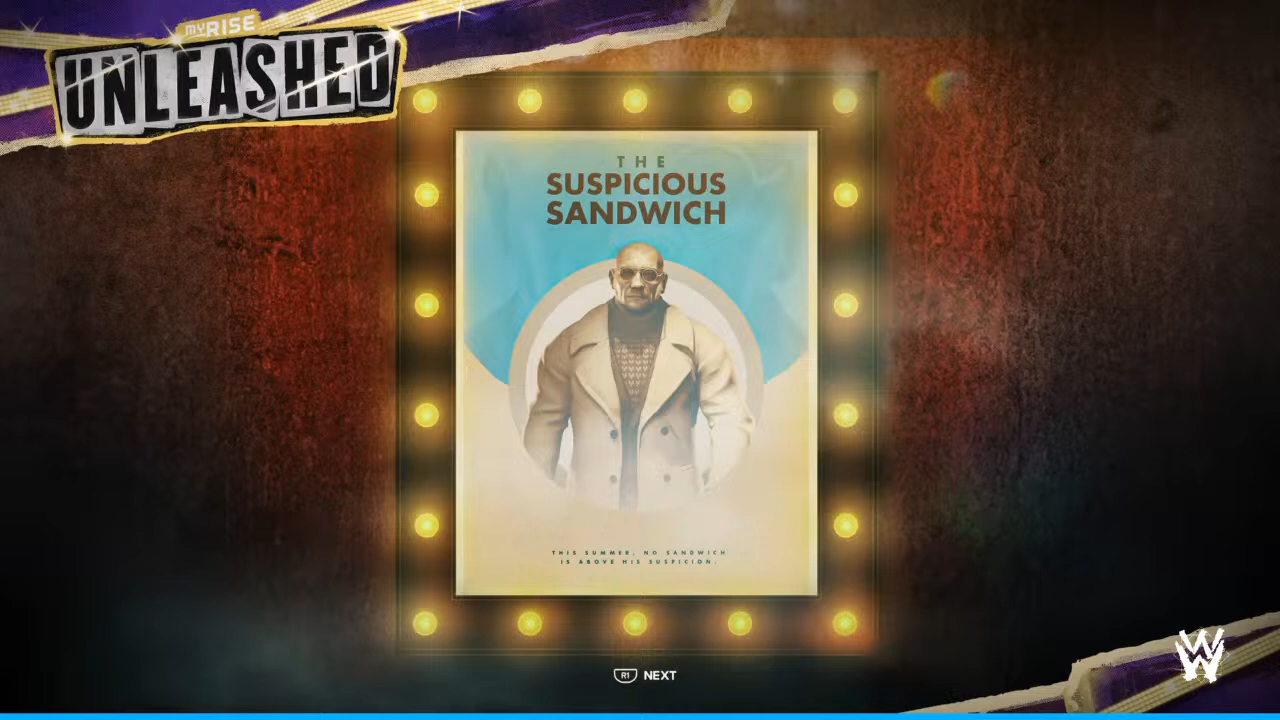 MyRISE
UNLEASHED
THE
SUSPICIOUS
SANDWICH
THIS SUMMER, NO SANDWICH
IS ABOVE HIS SUSPICION.
R1 NEXT
W